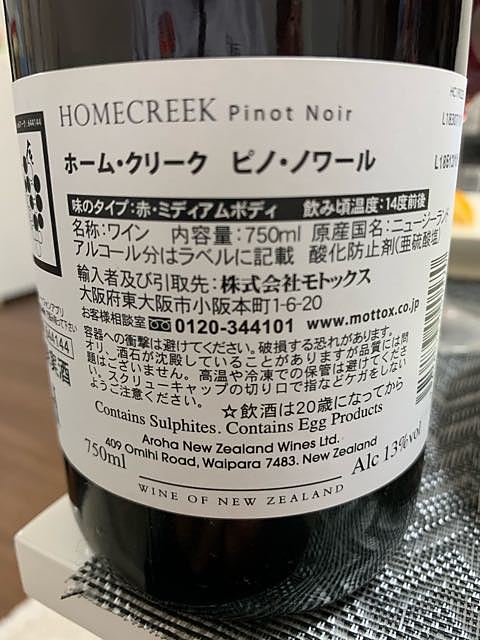 HOMECREEK Pinot Noir
ホーム・クリーク ピノ・ノワール
味のタイプ:赤・ミディアムボディ 飲み頃温度:14度前後
名称:ワイン 内容量:750ml 原産国名:ニュージーランド
アルコール分はラベルに記載 酸化防止剤(亜硫酸塩)
輸入者及び引取先:株式会社モトックス
大阪府東大阪市小阪本町1-6-20
お客様相談室 0120-344101 www.mottox.co.jp
容器への衝撃は避けてください。破損する恐れがあります。
オリ、酒石が沈殿していることがありますが品質には問
題はございません。高温や冷凍での保管は避けてくださ
い。スクリューキャップの切り口で指などケガをしない
ようご注意ください。
☆飲酒は20歳になってから
Contains Sulphites. Contains Egg Products
Aroha New Zealand Wines Ltd.
409 Omihi Road, Waipara 7483. New Zealand
750ml
Alc 13%vol
WINE OF NEW ZEALAND